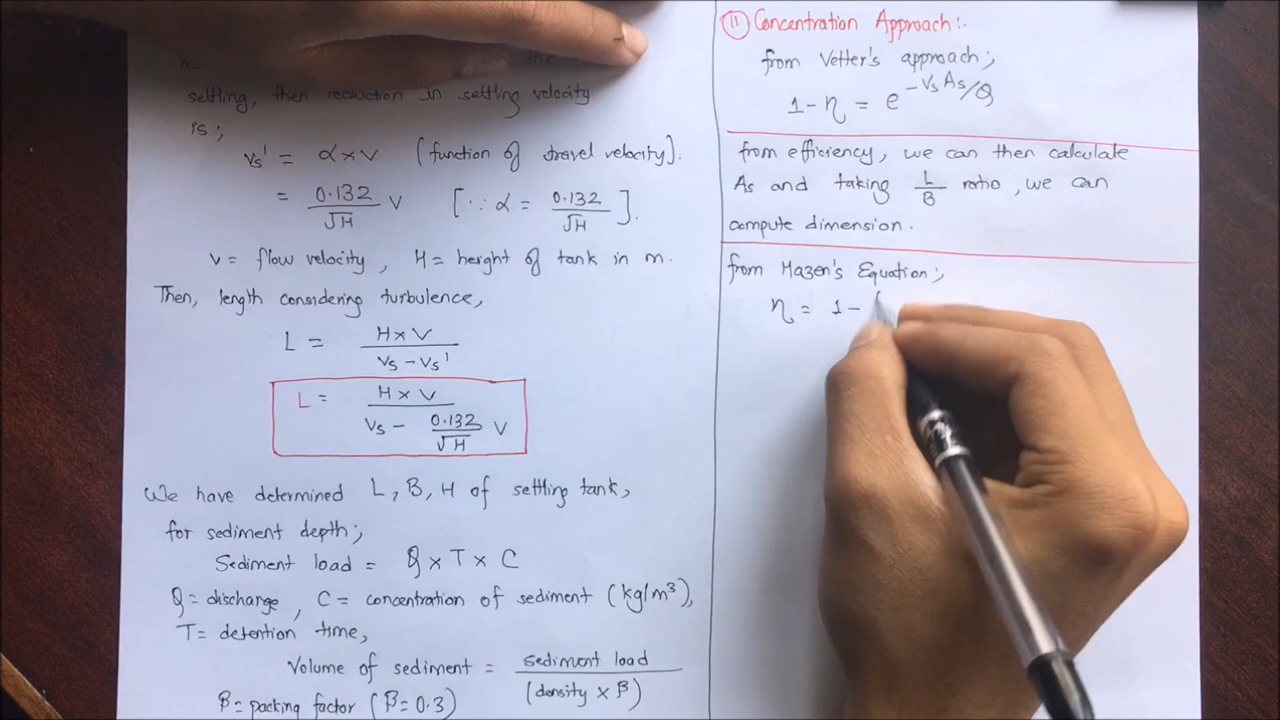 the
settling, then reduction in settling velocity
is;
Vs' = α × V (function of travel velocity).
= 0.132/√H V [∵ α = 0.132/√H].
V = flow velocity, H = height of tank in m.
Then, length considering turbulence,
L = H × V / Vs - Vs'
L = H × V / Vs - 0.132/√H V
We have determined L, B, H of settling tank,
for sediment depth;
Sediment load = Q × T × C
Q = discharge, C = concentration of sediment (kg/m³),
T = detention time,
Volume of sediment = sediment load / (density × β)
β = packing factor (β = 0.3)
(ii) Concentration Approach:-
from Vetter's approach;
1 - η = e^(-Vs As/Q)
from efficiency, we can then calculate
As and taking L/B ratio, we can
compute dimension.
from Hazen's Equation;
η = 1 -